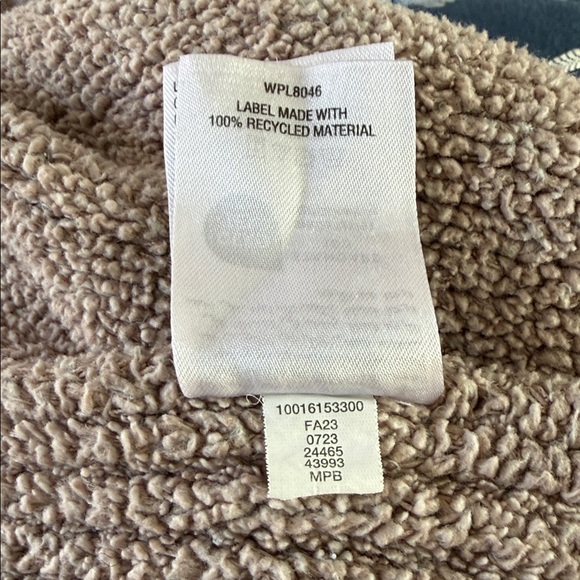 WPL8046
LABEL MADE WITH
100% RECYCLED MATERIAL
10016153300
FA23
0723
24465
43993
MPB